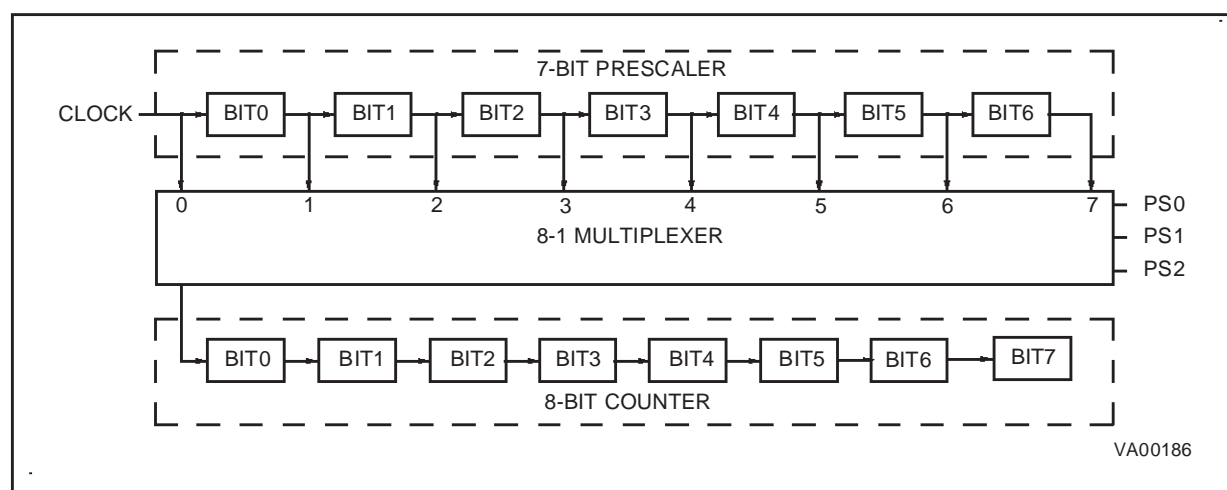 7-BIT PRESCALER
CLOCK BIT0 BIT1 BIT2 BIT3 BIT4 BIT5 BIT6
0 1 2 3 4 5 6 7
PS0
8-1 MULTIPLEXER
PS1
PS2
BIT0 BIT1 BIT2 BIT3 BIT4 BIT5 BIT6 BIT7
8-BIT COUNTER
VA00186